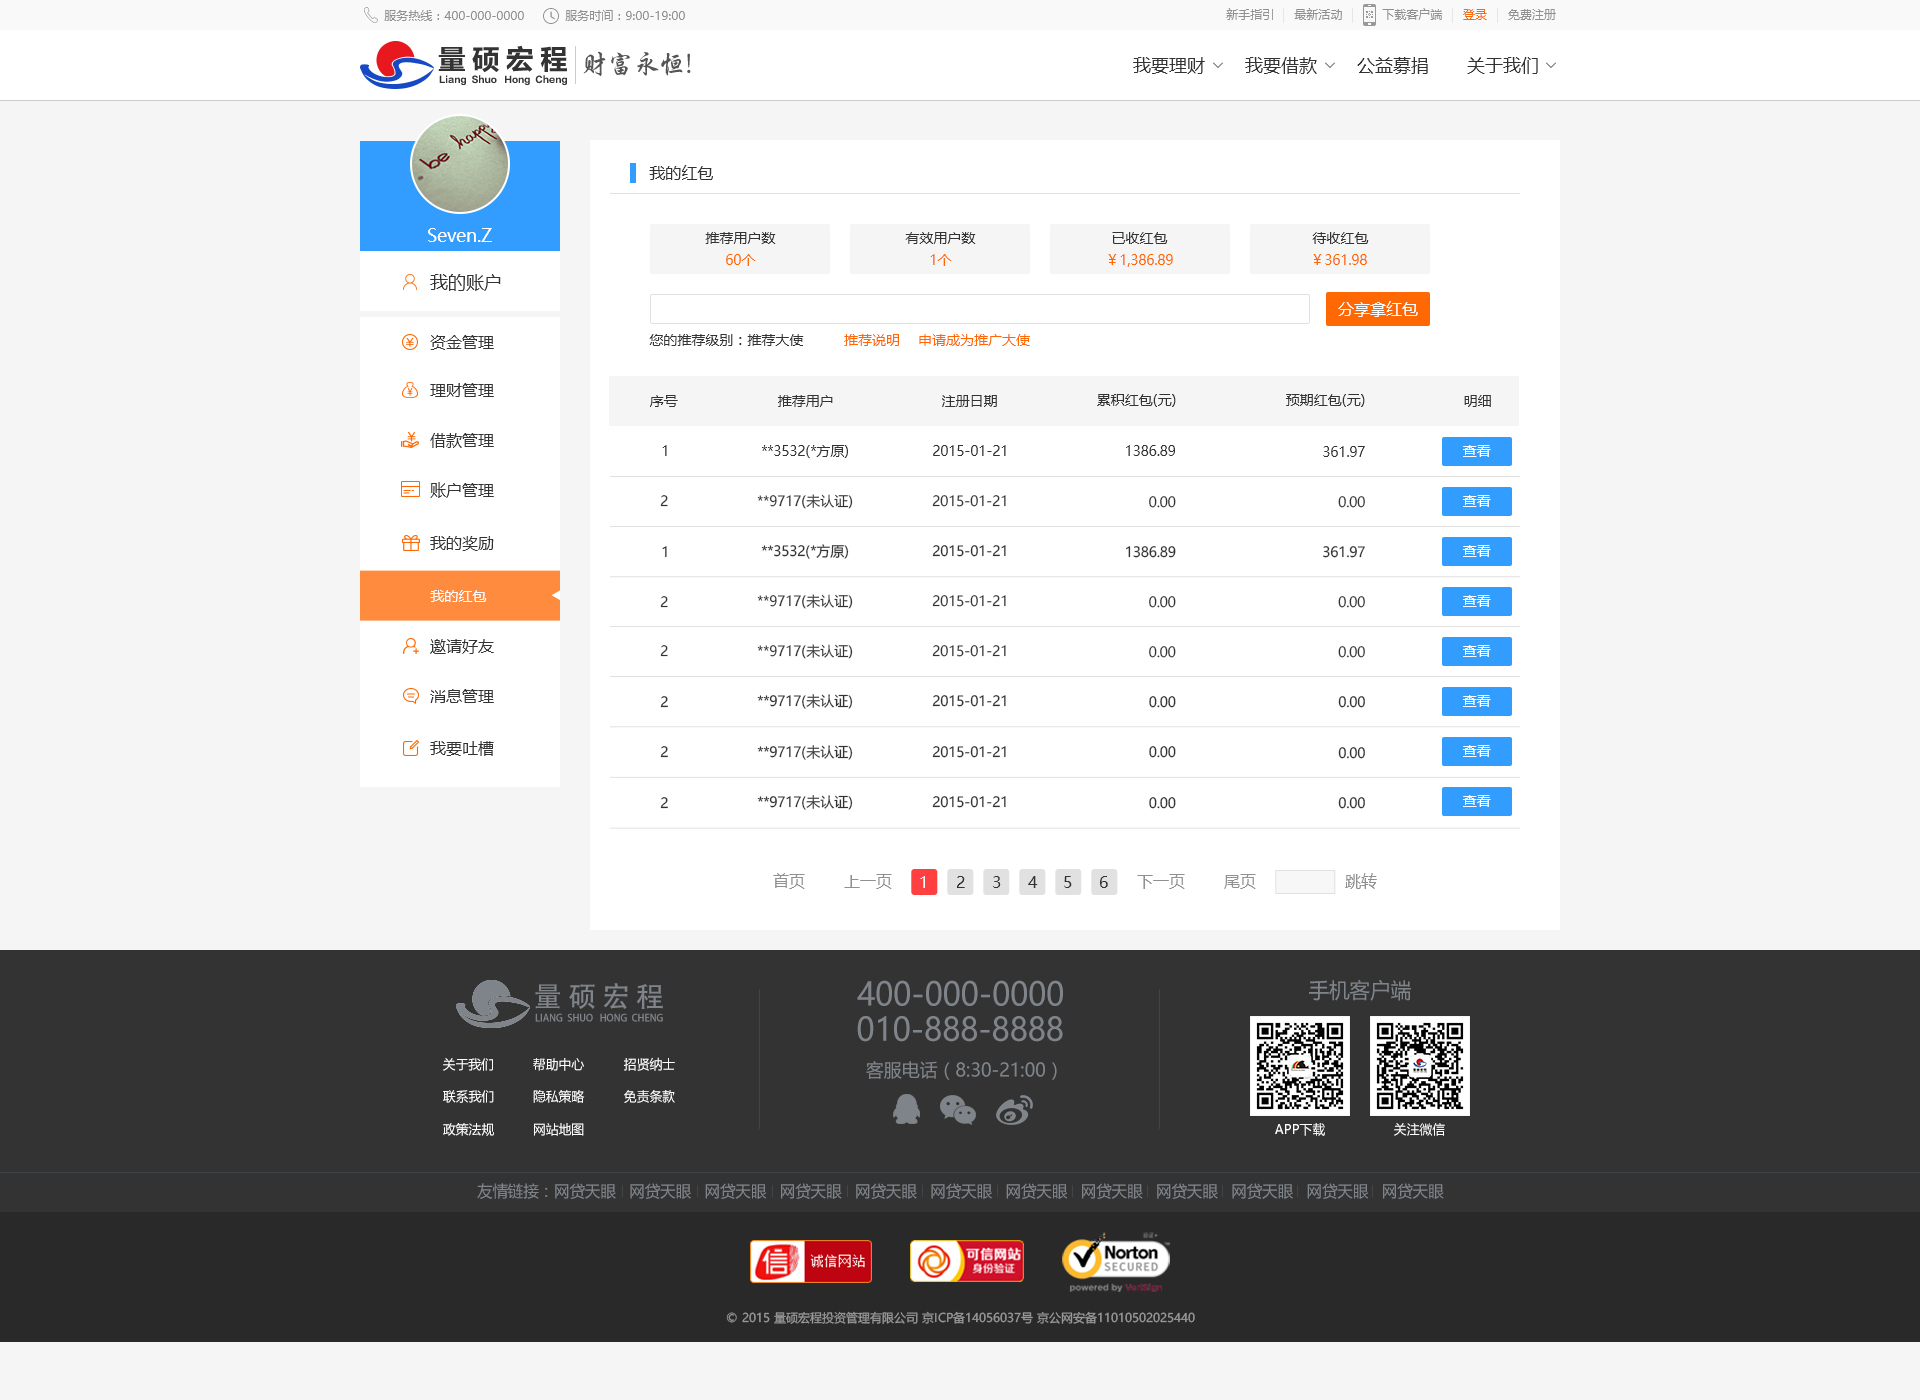 服务热线：400-000-0000 服务时间：9:00-19:00 新手指引 最新活动 下载客户端 登录 免费注册
量硕宏程 财富永恒!
Liang Shuo Hong Cheng
我要理财 我要借款 公益募捐 关于我们
be happy
Seven.Z
我的账户
资金管理
理财管理
借款管理
账户管理
我的奖励
我的红包
邀请好友
消息管理
我要吐槽
我的红包
推荐用户数 有效用户数 已收红包 待收红包
60个 1个 ¥1,386.89 ¥361.98
分享拿红包
您的推荐级别：推荐大使 推荐说明 申请成为推广大使
序号 推荐用户 注册日期 累积红包(元) 预期红包(元) 明细
1 **3532(*方原) 2015-01-21 1386.89 361.97 查看
2 **9717(未认证) 2015-01-21 0.00 0.00 查看
1 **3532(*方原) 2015-01-21 1386.89 361.97 查看
2 **9717(未认证) 2015-01-21 0.00 0.00 查看
2 **9717(未认证) 2015-01-21 0.00 0.00 查看
2 **9717(未认证) 2015-01-21 0.00 0.00 查看
2 **9717(未认证) 2015-01-21 0.00 0.00 查看
2 **9717(未认证) 2015-01-21 0.00 0.00 查看
首页 上一页 1 2 3 4 5 6 下一页 尾页 跳转
量硕宏程
LIANG SHUO HONG CHENG
关于我们 帮助中心 招贤纳士
联系我们 隐私策略 免责条款
政策法规 网站地图
400-000-0000
010-888-8888
客服电话（8:30-21:00）
手机客户端
APP下载 关注微信
友情链接：网贷天眼 网贷天眼 网贷天眼 网贷天眼 网贷天眼 网贷天眼 网贷天眼 网贷天眼 网贷天眼 网贷天眼 网贷天眼 网贷天眼
信 诚信网站
可信网站
身份验证
Norton
SECURED
powered by VeriSign
© 2015 量硕宏程投资管理有限公司 京ICP备14056037号 京公网安备11010502025440